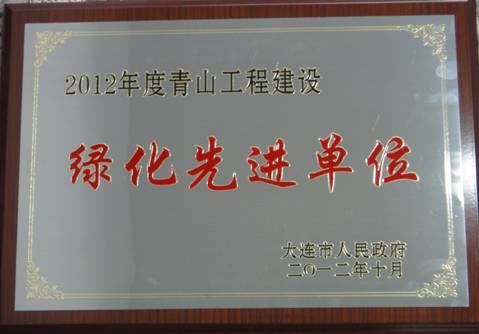 2012年度青山工程建设
绿化先进单位
大连市人民政府
二〇一二年十月